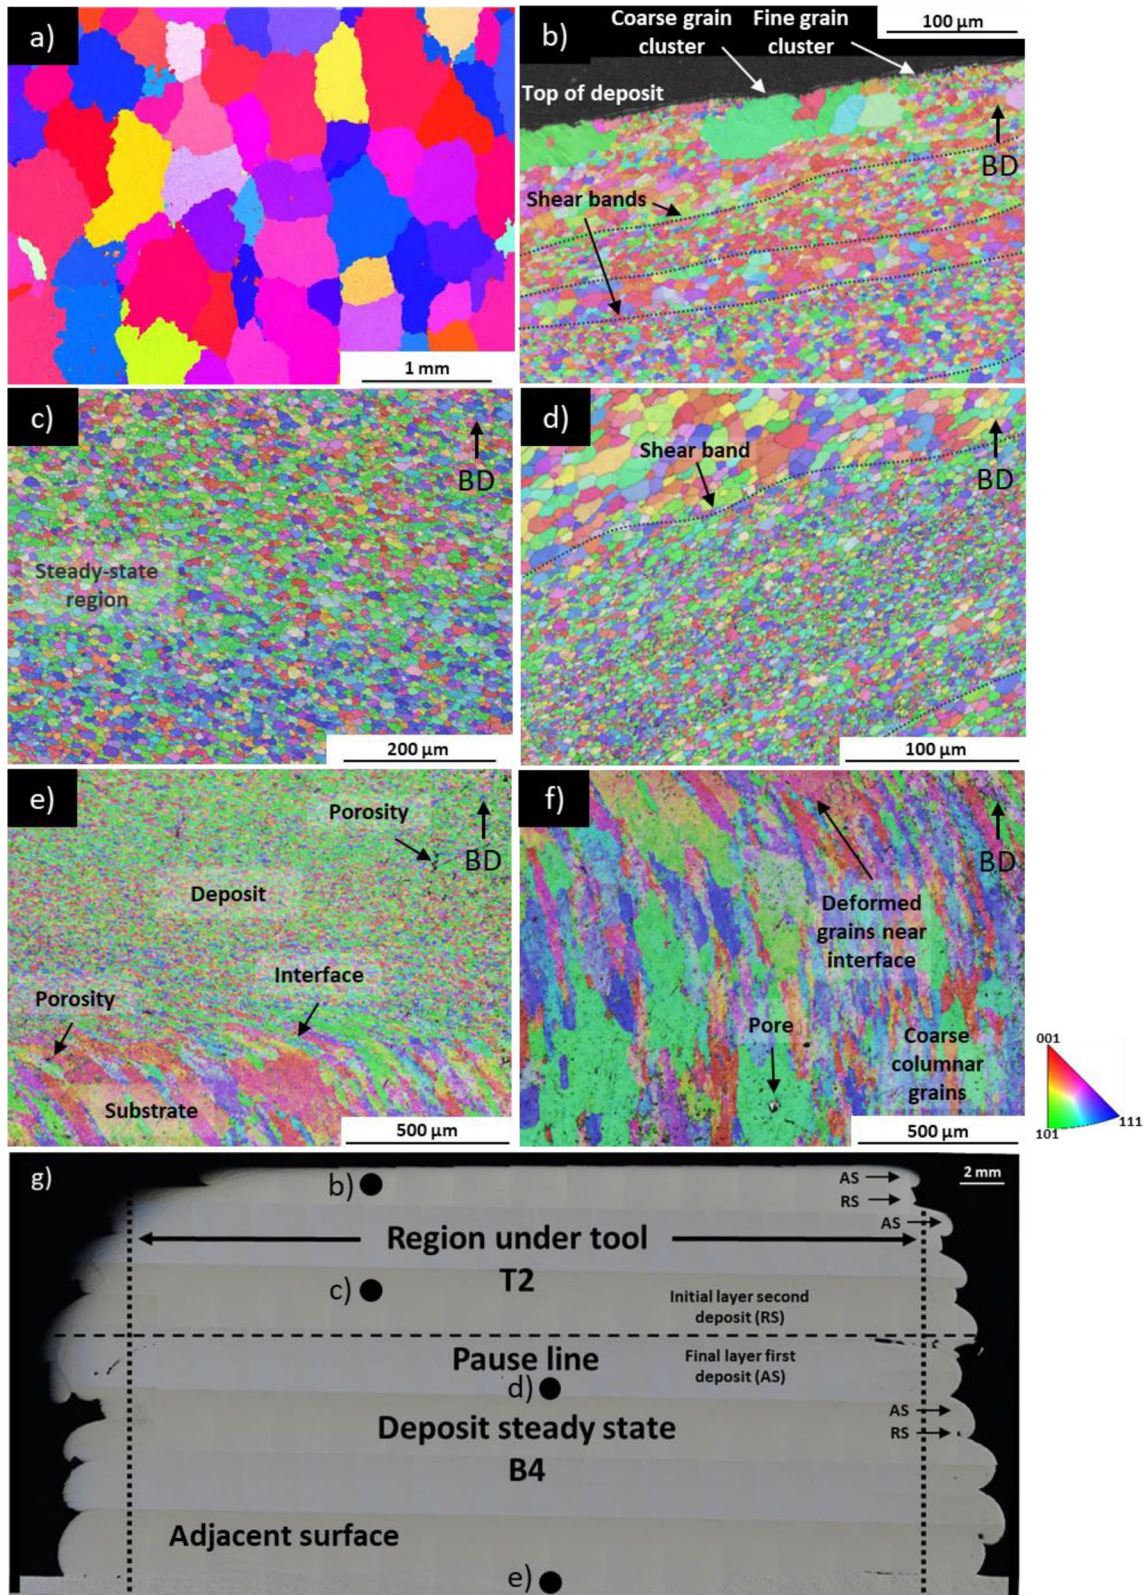 a)
1 mm
b)
Coarse grain
cluster
Fine grain
cluster
100 µm
Top of deposit
BD
Shear bands
c)
BD
Steady-state
region
200 µm
d)
Shear band
BD
100 µm
e)
Porosity
BD
Deposit
Interface
Porosity
Substrate
500 µm
f)
BD
Deformed
grains near
interface
Pore
Coarse
columnar
grains
500 µm
001
101
111
g)
b)
AS
RS
2 mm
AS
Region under tool
T2
c)
Initial layer second
deposit (RS)
Pause line
Final layer first
deposit (AS)
d)
AS
Deposit steady state
RS
B4
Adjacent surface
e)